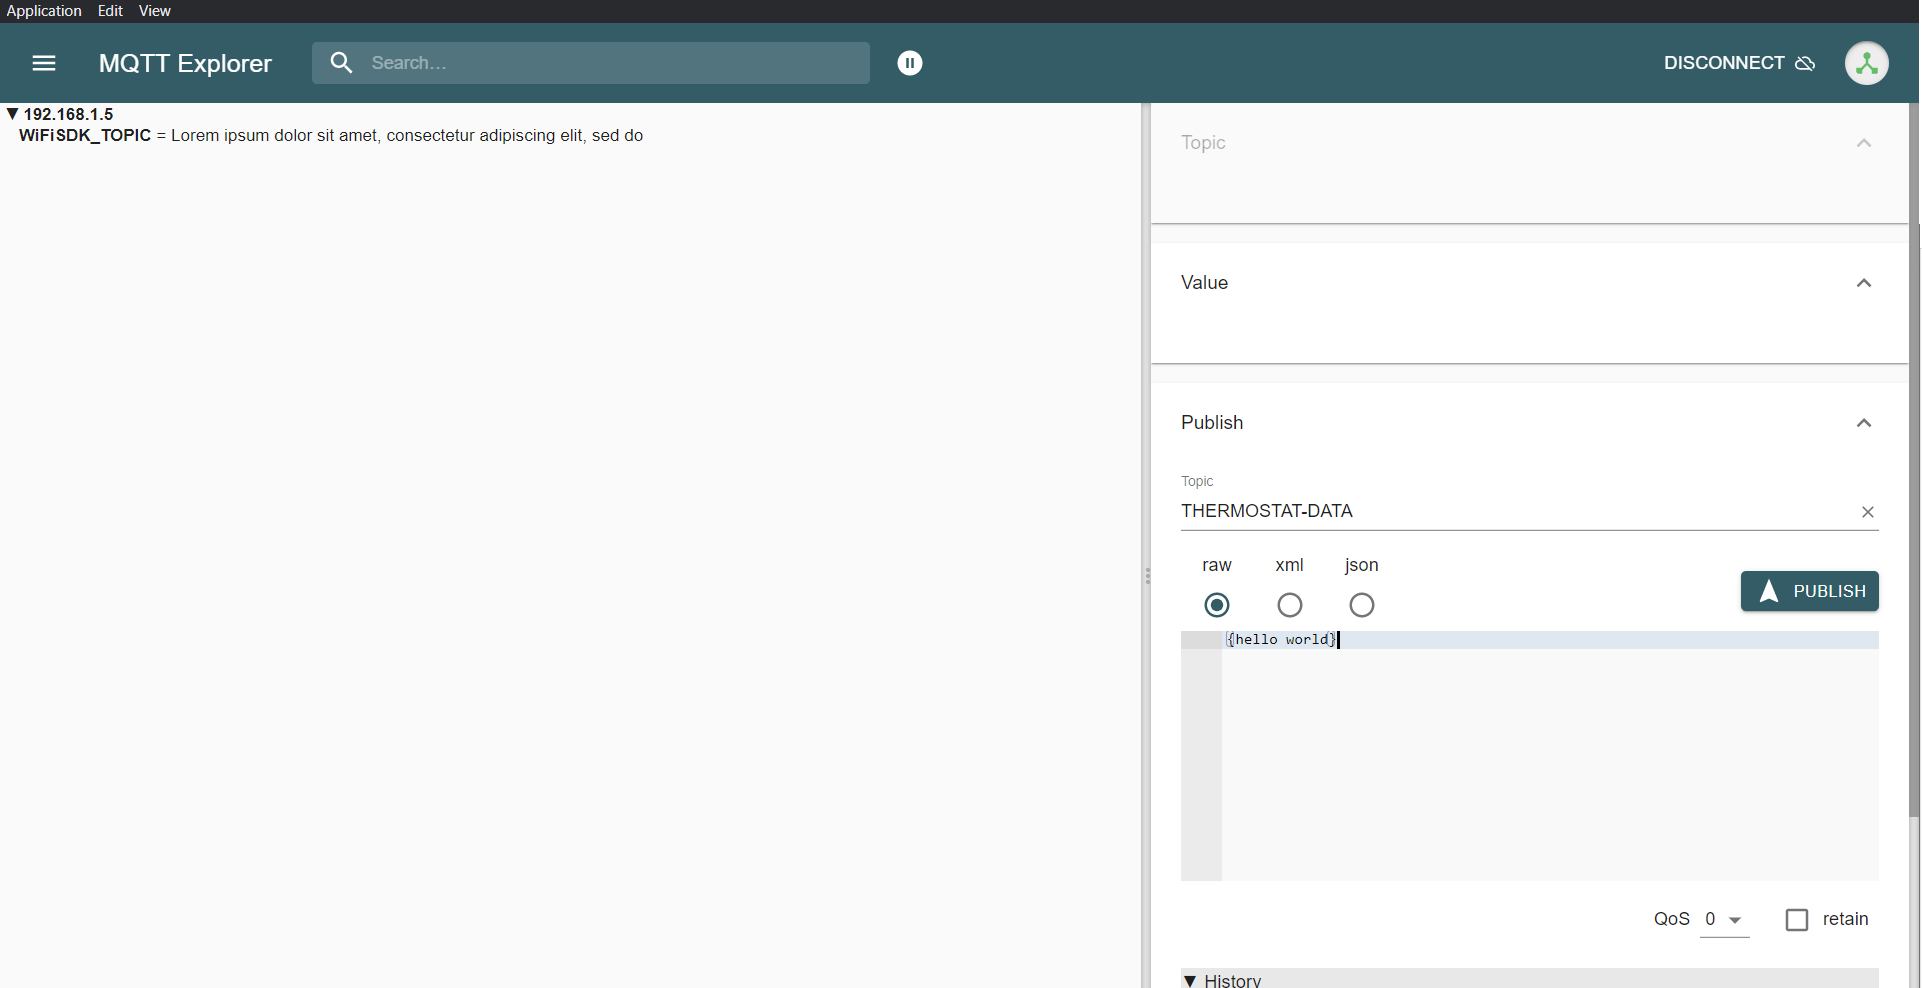 Application Edit View
MQTT Explorer Search... DISCONNECT
192.168.1.5
WiFiSDK_TOPIC = Lorem ipsum dolor sit amet, consectetur adipiscing elit, sed do
Topic
Value
Publish
Topic
THERMOSTAT-DATA
raw xml json
PUBLISH
{hello world}
QoS 0 retain
History